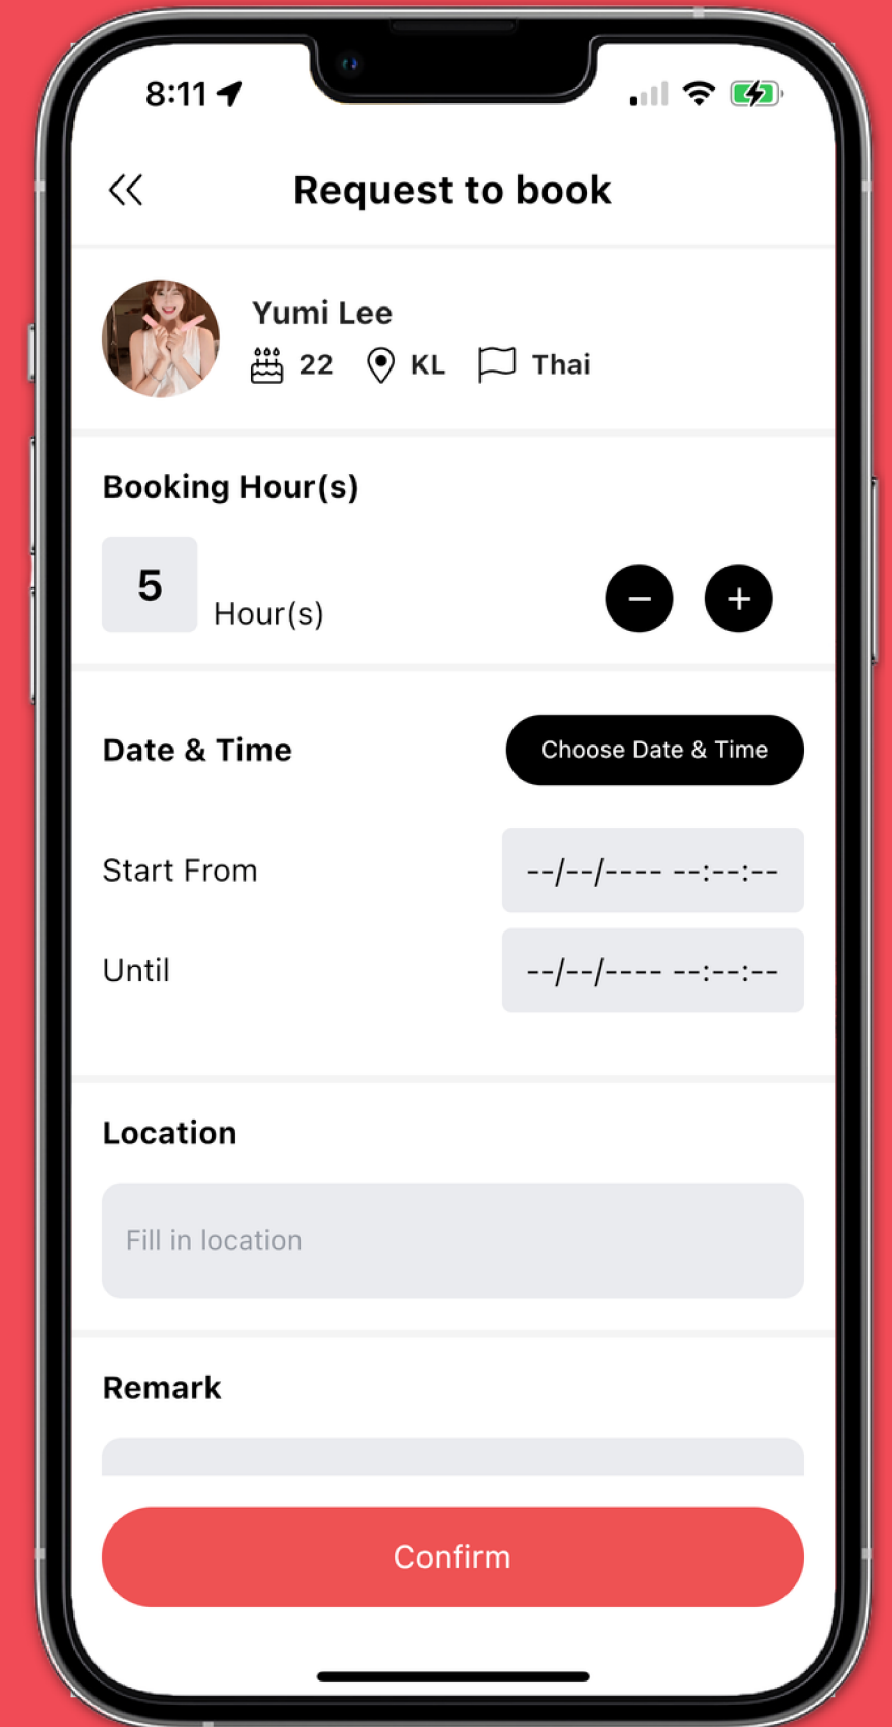 8:11
Request to book
Yumi Lee
22 KL Thai
Booking Hour(s)
5 Hour(s)
Date & Time Choose Date & Time
Start From --/--/---- --:--:--
Until --/--/---- --:--:--
Location
Fill in location
Remark
Confirm